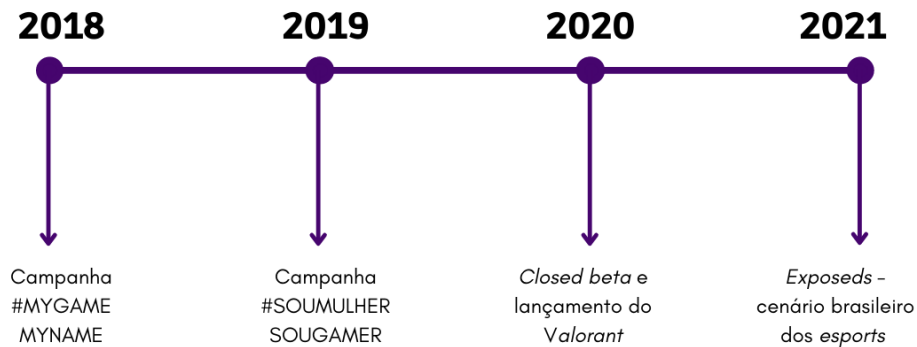 2018
2019
2020
2021
Campanha
#MYGAME
MYNAME
Campanha
#SOUMULHER
SOUGAMER
Closed beta e
lançamento do
Valorant
Exposeds -
cenário brasileiro
dos esports